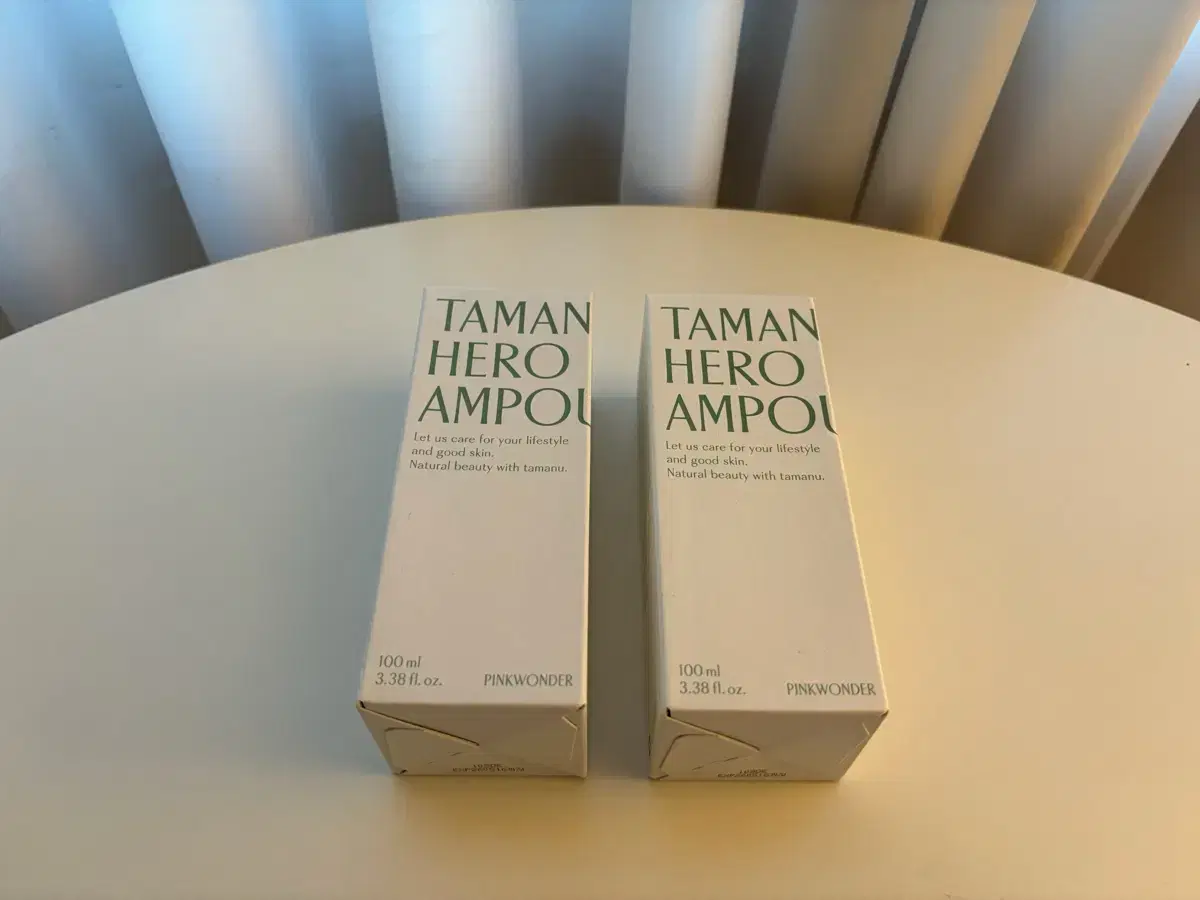 TAMAN
HERO
AMPOU
Let us care for your lifestyle
and good skin.
Natural beauty with tamanu.
100 ml
3.38 fl. oz.
PINKWONDER
TAMAN
HERO
AMPOU
Let us care for your lifestyle
and good skin.
Natural beauty with tamanu.
100 ml
3.38 fl. oz.
PINKWONDER